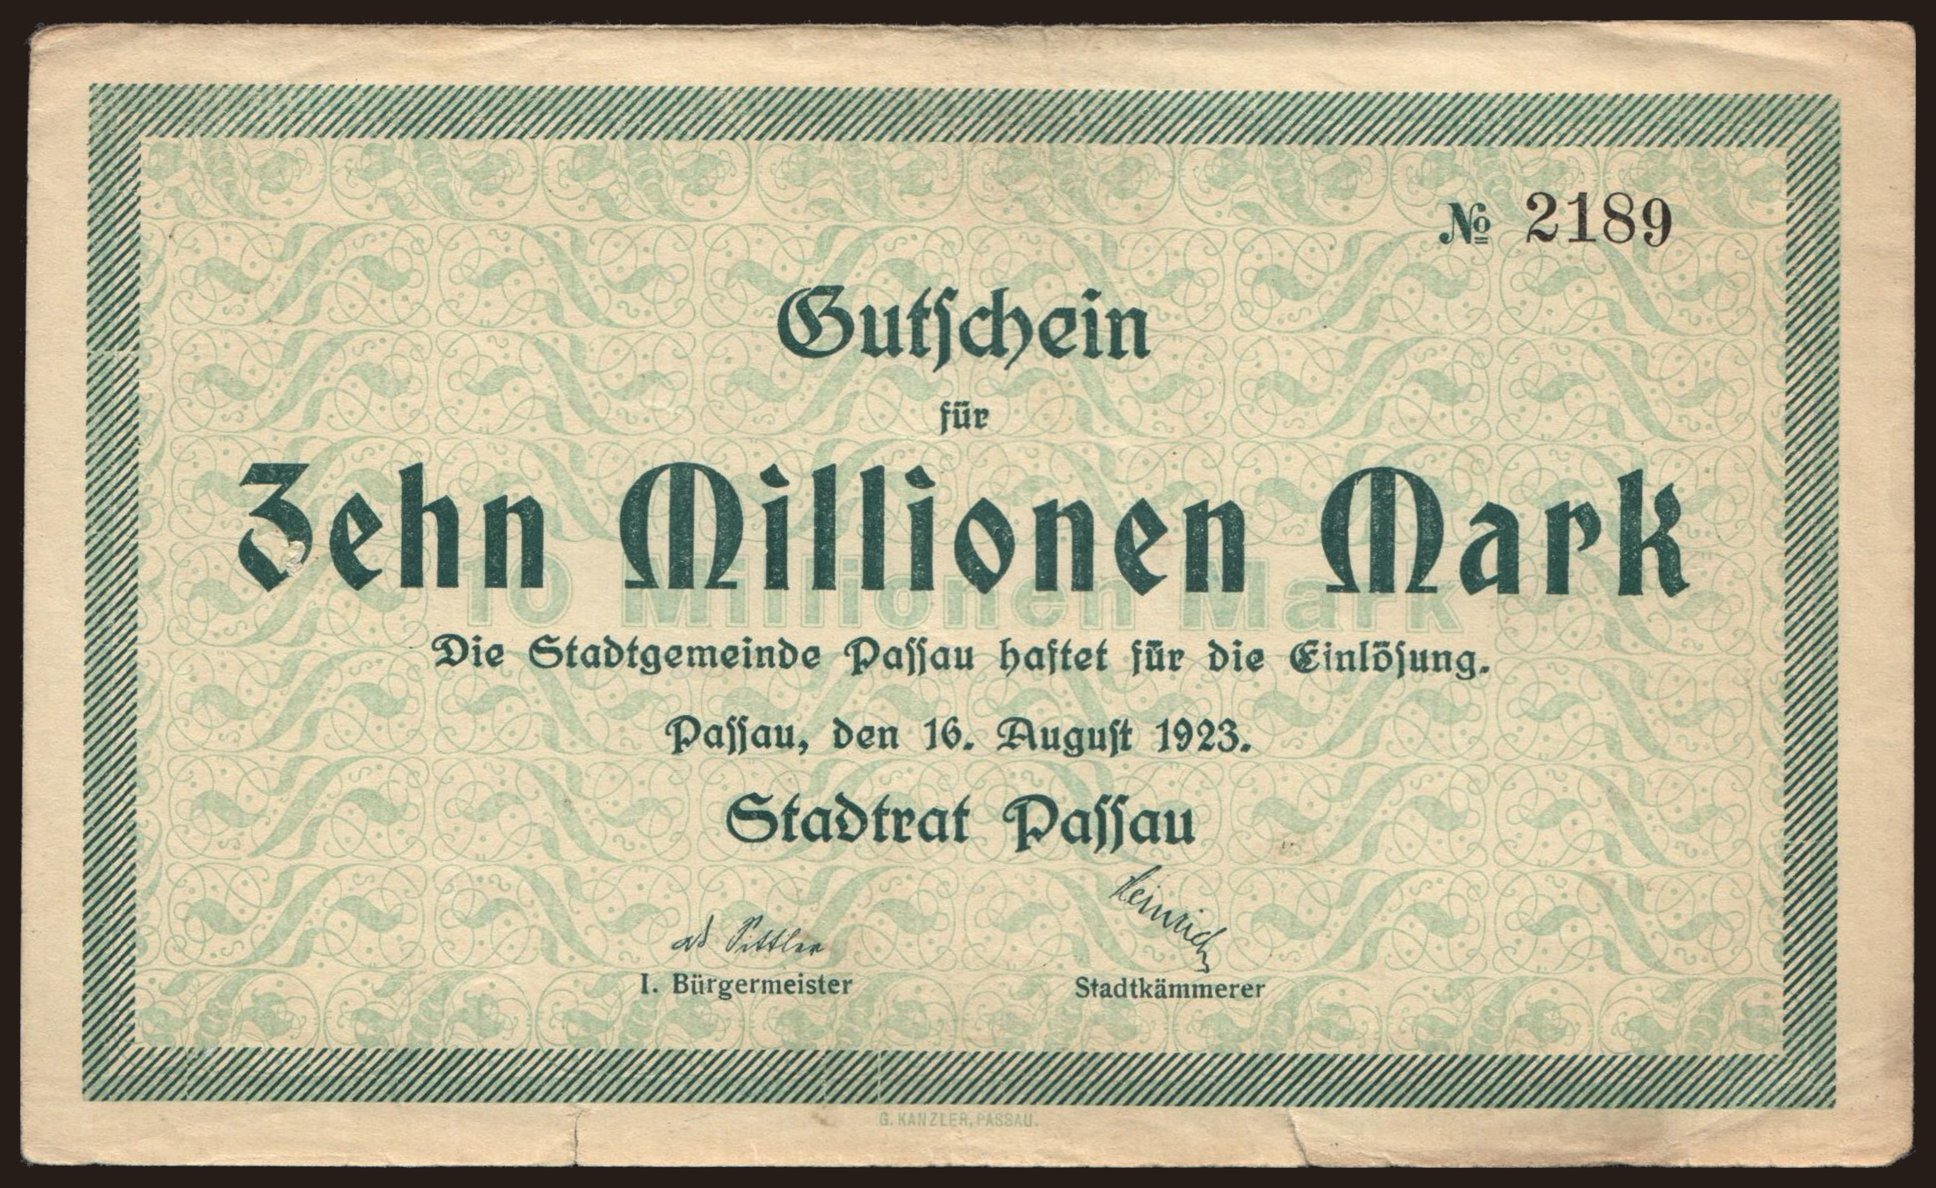 № 2189
Gutschein
für
Zehn Millionen Mark
10 Millionen Mark
Die Stadtgemeinde Passau haftet für die Einlösung.
Passau, den 16. August 1923.
Stadtrat Passau
Heinrich
I. Bürgermeister
Stadtkämmerer
G. KANZLER, PASSAU.